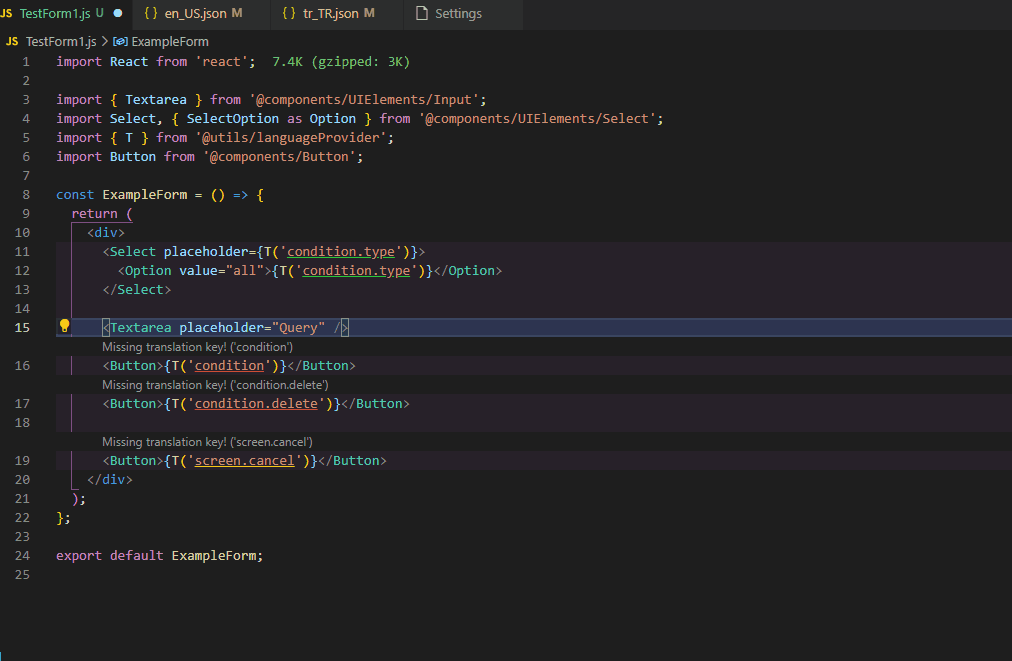 JS TestForm1.js U ● {} en_US.json M {} tr_TR.json M Settings
JS TestForm1.js > ExampleForm
1 import React from 'react'; 7.4K (gzipped: 3K)
2
3 import { Textarea } from '@components/UIElements/Input';
4 import Select, { SelectOption as Option } from '@components/UIElements/Select';
5 import { T } from '@utils/languageProvider';
6 import Button from '@components/Button';
7
8 const ExampleForm = () => {
9 return (
10 <div>
11 <Select placeholder={T('condition.type')}>
12 <Option value="all">{T('condition.type')}</Option>
13 </Select>
14
15 <Textarea placeholder="Query" />
Missing translation key! ('condition')
16 <Button>{T('condition')}</Button>
Missing translation key! ('condition.delete')
17 <Button>{T('condition.delete')}</Button>
18
Missing translation key! ('screen.cancel')
19 <Button>{T('screen.cancel')}</Button>
20 </div>
21 );
22 };
23
24 export default ExampleForm;
25